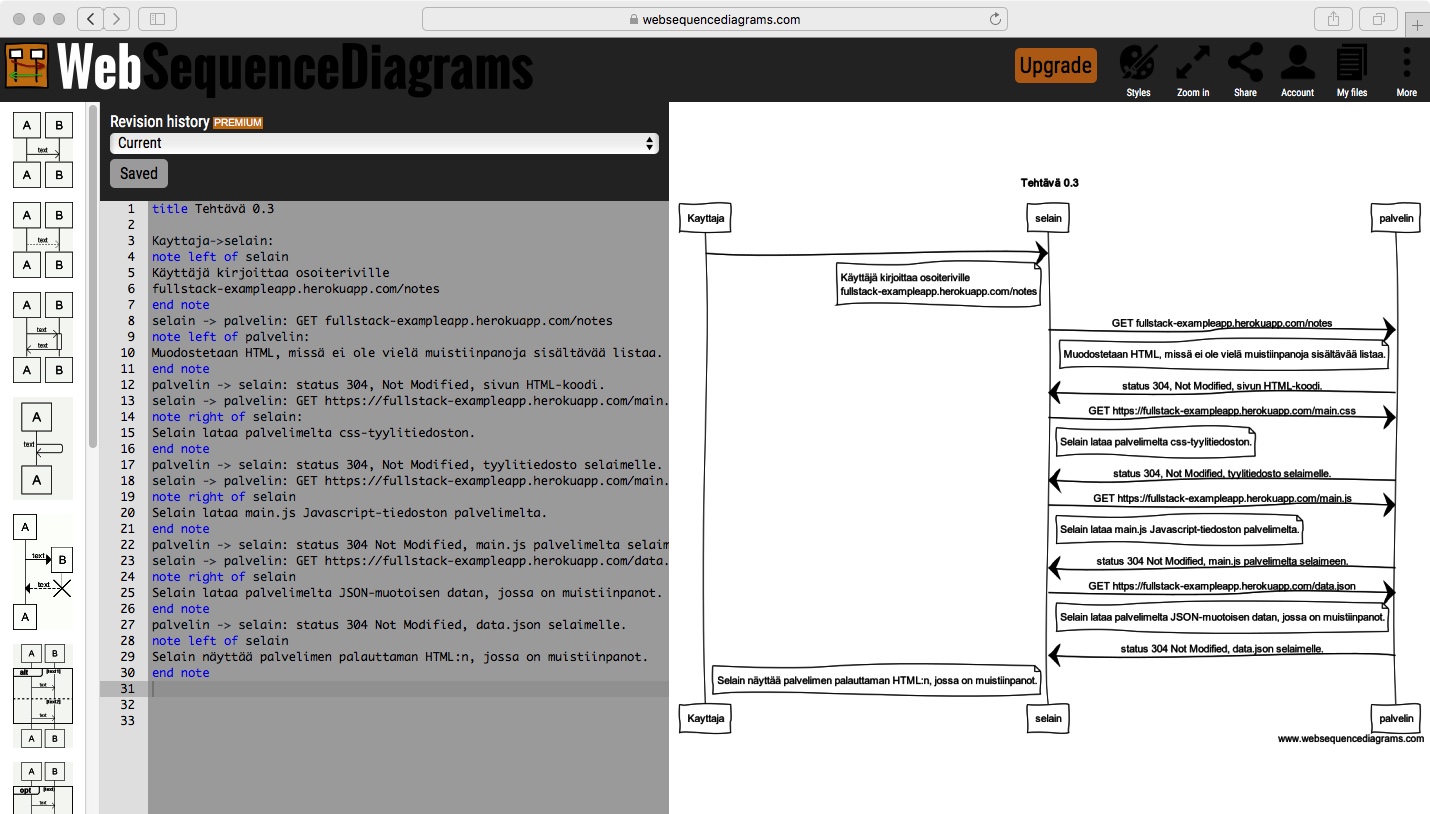 websequencediagrams.com
WebSequenceDiagrams
Upgrade
Styles
Zoom in
Share
Account
My files
More
A B
text
A B
A B
text
A B
A B
text
text
A B
A
text
A
A
text
B
text
A
A B
alt [text1]
text
[text2]
text
A B
A B
opt [text]
text
Revision history PREMIUM
Current
Saved
1 title Tehtävä 0.3
2
3 Kayttaja->selain:
4 note left of selain
5 Käyttäjä kirjoittaa osoiteriville
6 fullstack-exampleapp.herokuapp.com/notes
7 end note
8 selain -> palvelin: GET fullstack-exampleapp.herokuapp.com/notes
9 note left of palvelin:
10 Muodostetaan HTML, missä ei ole vielä muistiinpanoja sisältävää listaa.
11 end note
12 palvelin -> selain: status 304, Not Modified, sivun HTML-koodi.
13 selain -> palvelin: GET https://fullstack-exampleapp.herokuapp.com/main.
14 note right of selain:
15 Selain lataa palvelimelta css-tyylitiedoston.
16 end note
17 palvelin -> selain: status 304, Not Modified, tyylitiedosto selaimelle.
18 selain -> palvelin: GET https://fullstack-exampleapp.herokuapp.com/main.
19 note right of selain
20 Selain lataa main.js Javascript-tiedoston palvelimelta.
21 end note
22 palvelin -> selain: status 304 Not Modified, main.js palvelimelta selaim
23 selain -> palvelin: GET https://fullstack-exampleapp.herokuapp.com/data.
24 note right of selain
25 Selain lataa palvelimelta JSON-muotoisen datan, jossa on muistiinpanot.
26 end note
27 palvelin -> selain: status 304 Not Modified, data.json selaimelle.
28 note left of selain
29 Selain näyttää palvelimen palauttaman HTML:n, jossa on muistiinpanot.
30 end note
31
32
33
Tehtävä 0.3
Kayttaja
selain
palvelin
Käyttäjä kirjoittaa osoiteriville
fullstack-exampleapp.herokuapp.com/notes
GET fullstack-exampleapp.herokuapp.com/notes
Muodostetaan HTML, missä ei ole vielä muistiinpanoja sisältävää listaa.
status 304, Not Modified, sivun HTML-koodi.
GET https://fullstack-exampleapp.herokuapp.com/main.css
Selain lataa palvelimelta css-tyylitiedoston.
status 304, Not Modified, tyylitiedosto selaimelle.
GET https://fullstack-exampleapp.herokuapp.com/main.js
Selain lataa main.js Javascript-tiedoston palvelimelta.
status 304 Not Modified, main.js palvelimelta selaimeen.
GET https://fullstack-exampleapp.herokuapp.com/data.json
Selain lataa palvelimelta JSON-muotoisen datan, jossa on muistiinpanot.
status 304 Not Modified, data.json selaimelle.
Selain näyttää palvelimen palauttaman HTML:n, jossa on muistiinpanot.
Kayttaja
selain
palvelin
www.websequencediagrams.com